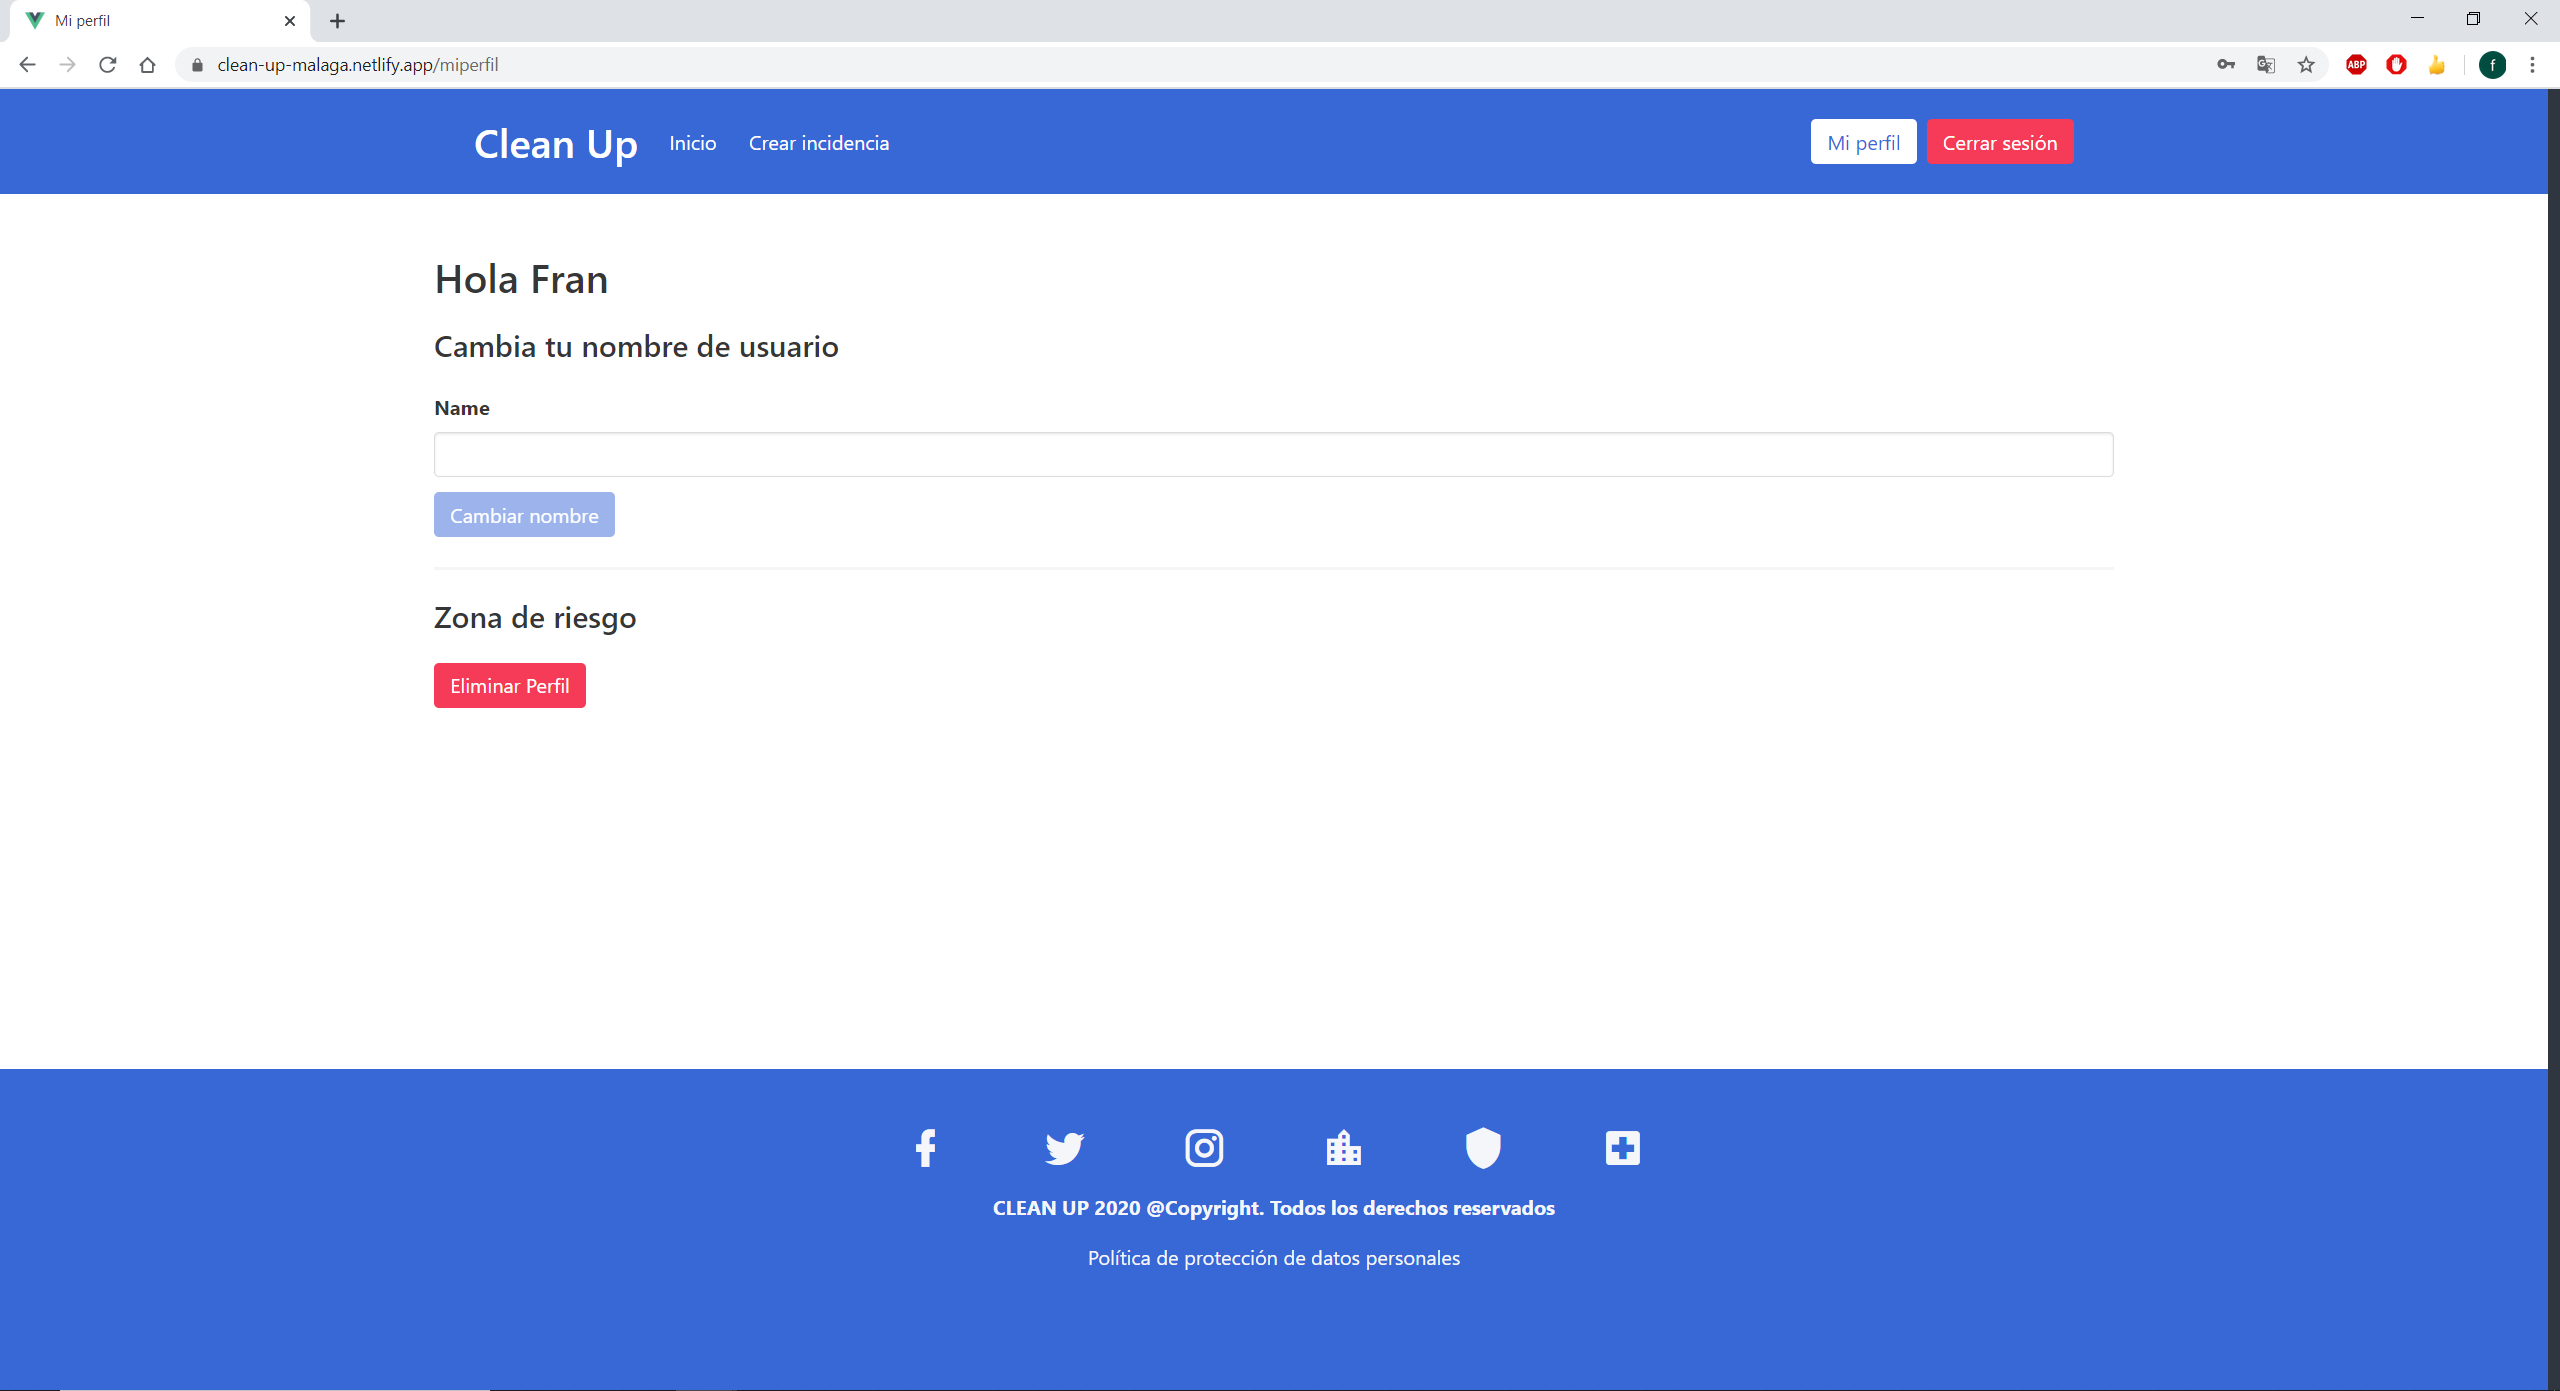 Mi perfil
clean-up-malaga.netlify.app/miperfil
ABP
f
Clean Up
Inicio
Crear incidencia
Mi perfil
Cerrar sesión
Hola Fran
Cambia tu nombre de usuario
Name
Cambiar nombre
Zona de riesgo
Eliminar Perfil
CLEAN UP 2020 @Copyright. Todos los derechos reservados
Política de protección de datos personales